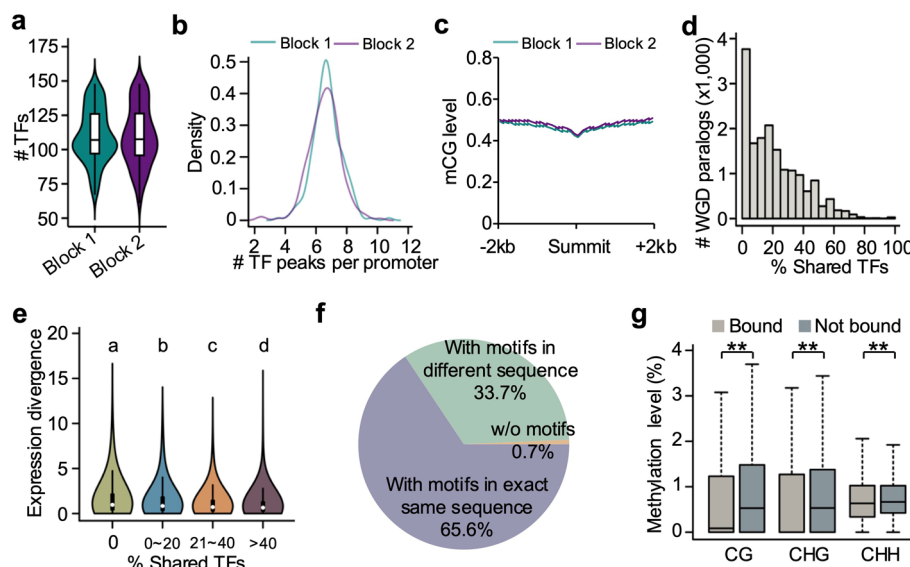 a
175
150
125
100
75
50
# TFs
Block 1
Block 2
b
Block 1
Block 2
0.5
0.4
0.3
0.2
0.1
0
Density
2 4 6 8 10 12
# TF peaks per promoter
c
Block 1
Block 2
0.8
0.6
0.4
0.2
0
mCG level
-2kb Summit +2kb
d
4
3
2
1
0
# WGD paralogs (x1,000)
0 20 40 60 80 100
% Shared TFs
e
20
15
10
5
0
Expression divergence
a b c d
0 0~20 21~40 >40
% Shared TFs
f
With motifs in
different sequence
33.7%
w/o motifs
0.7%
With motifs in exact
same sequence
65.6%
g
Bound
Not bound
4
3
2
1
0
Methylation level (%)
** ** **
CG CHG CHH